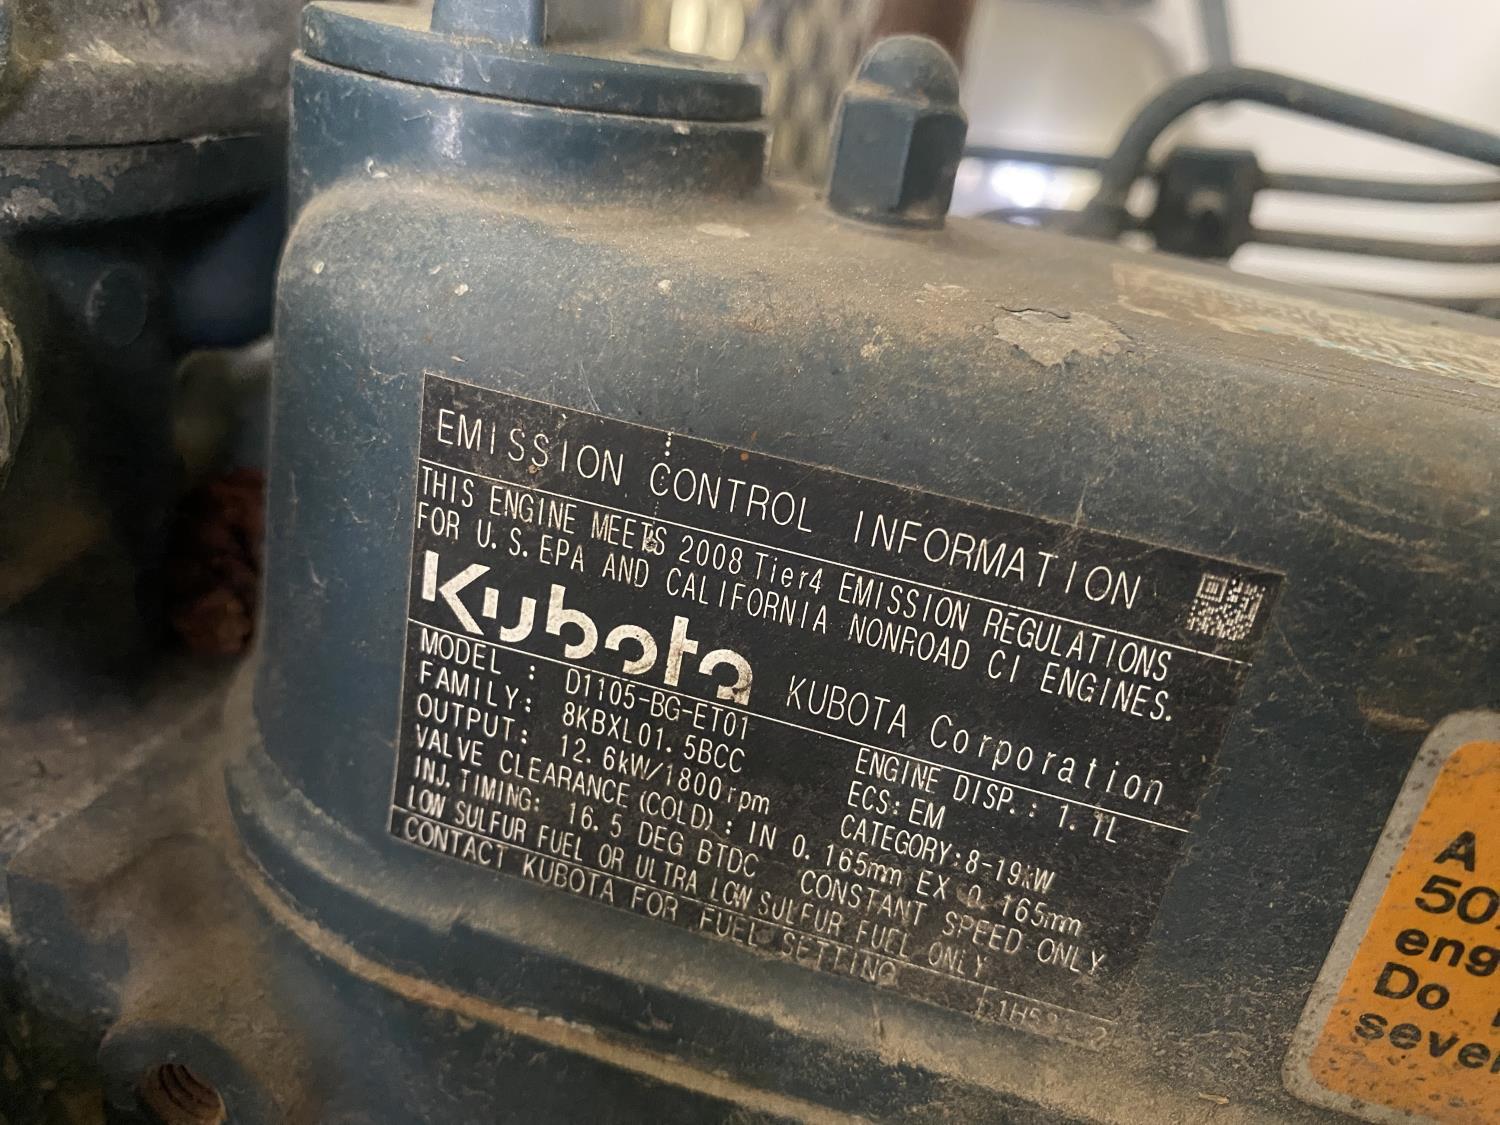 EMISSION CONTROL INFORMATION
THIS ENGINE MEETS 2008 Tier4 EMISSION REGULATIONS
FOR U.S.EPA AND CALIFORNIA NONROAD CI ENGINES.
Kubota KUBOTA Corporation
MODEL : D1105-BG-ET01 ENGINE DISP.: 1.1L
FAMILY: 8KBXL01.5BCC ECS: EM
OUTPUT: 12.6kW/1800rpm CATEGORY:8-19kW
VALVE CLEARANCE(COLD): IN 0.165mm EX 0.165mm
INJ.TIMING: 16.5 DEG BTDC CONSTANT SPEED ONLY
LOW SULFUR FUEL OR ULTRA LOW SULFUR FUEL ONLY
CONTACT KUBOTA FOR FUEL SETTING
A
50
eng
Do
seve